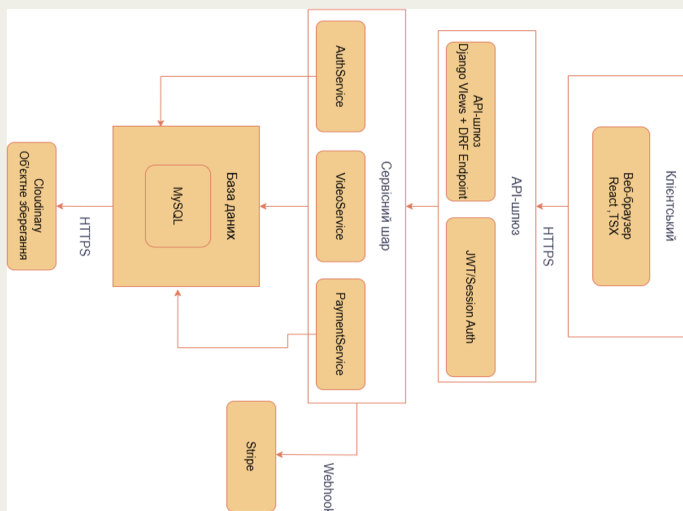 Клієнтський
Веб-браузер
React ,TSX
HTTPS
API-шлюз
API-шлюз
Django VIews + DRF Endpoint
JWT/Session Auth
Сервісний шар
AuthService
VideoService
PaymentService
Webhook
Stripe
База даних
MySQL
HTTPS
Cloudinary
Об'єктне зберегання